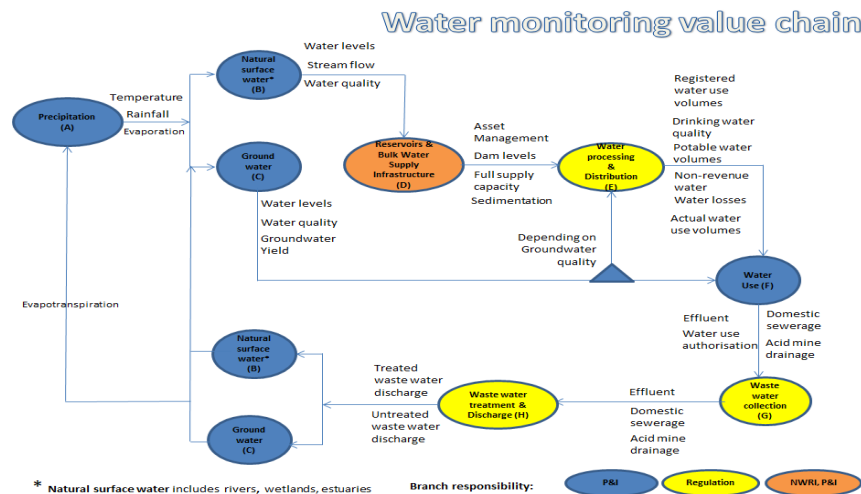 Water monitoring value chain
Precipitation
(A)
Temperature
Rainfall
Evaporation
Natural
surface
water*
(B)
Water levels
Stream flow
Water quality
Ground
water
(C)
Water levels
Water quality
Groundwater
Yield
Reservoirs &
Bulk Water
Supply
Infrastructure
(D)
Asset
Management
Dam levels
Full supply
capacity
Sedimentation
Water
processing
&
Distribution
(E)
Registered
water use
volumes
Drinking water
quality
Potable water
volumes
Non-revenue
water
Water losses
Actual water
use volumes
Depending on
Groundwater
quality
Water
Use (F)
Effluent
Water use
authorisation
Domestic
sewerage
Acid mine
drainage
Evapotranspiration
Natural
surface
water*
(B)
Ground
water
(C)
Treated
waste water
discharge
Untreated
waste water
discharge
Waste water
treatment &
Discharge (H)
Effluent
Domestic
sewerage
Acid mine
drainage
Waste
water
collection
(G)
* Natural surface water includes rivers, wetlands, estuaries
Branch responsibility:
P&I
Regulation
NWRI, P&I